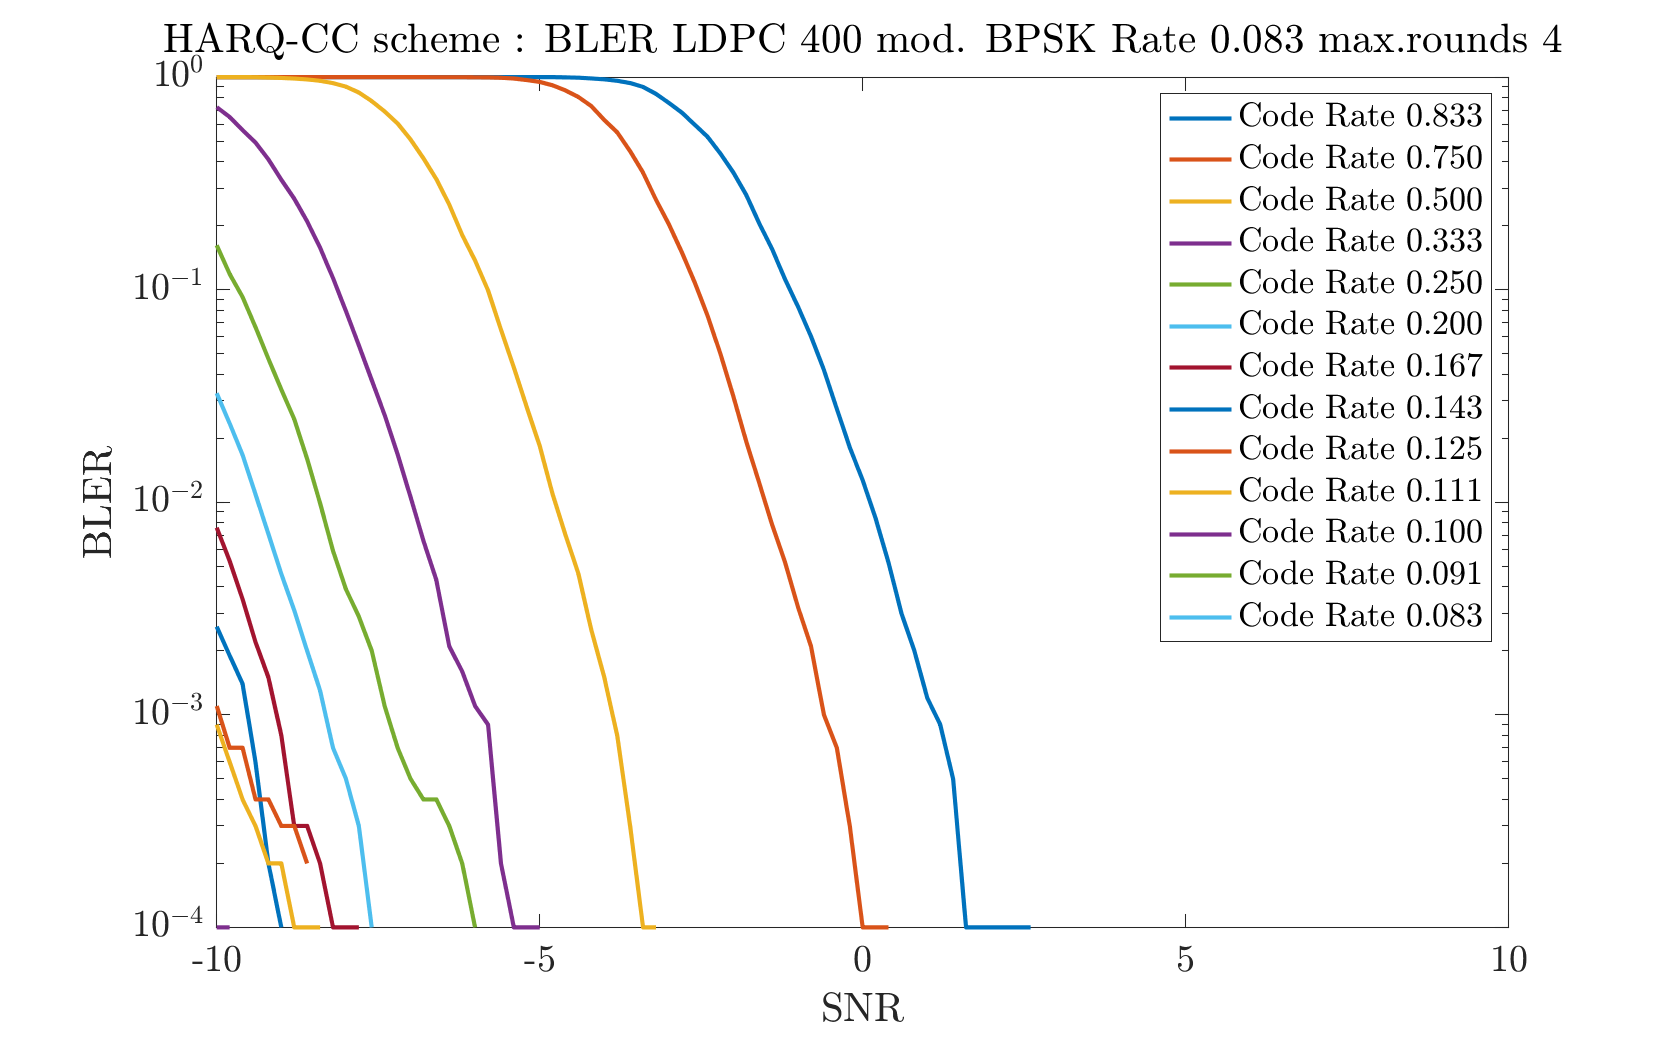 HARQ-CC scheme : BLER LDPC 400 mod. BPSK Rate 0.083 max.rounds 4
10^0
10^-1
10^-2
10^-3
10^-4
BLER
Code Rate 0.833
Code Rate 0.750
Code Rate 0.500
Code Rate 0.333
Code Rate 0.250
Code Rate 0.200
Code Rate 0.167
Code Rate 0.143
Code Rate 0.125
Code Rate 0.111
Code Rate 0.100
Code Rate 0.091
Code Rate 0.083
-10 -5 0 5 10
SNR